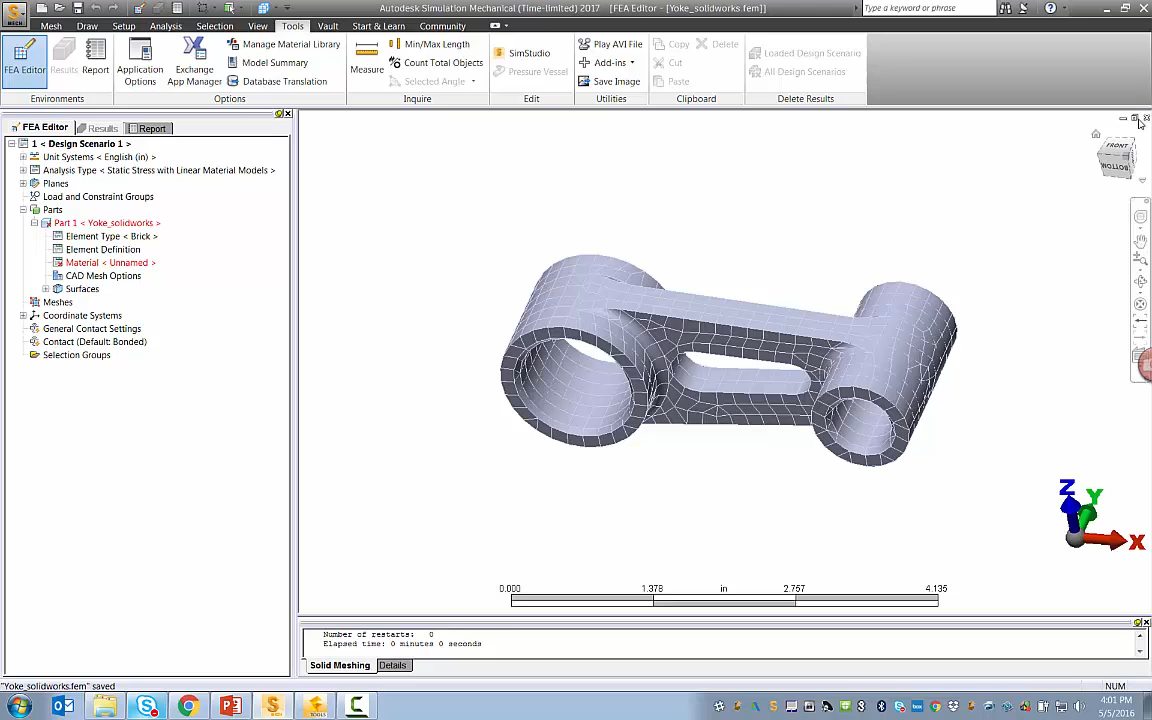 Autodesk Simulation Mechanical (Time-limited) 2017 [FEA Editor - [Yoke_solidworks.fem]]
Type a keyword or phrase
Mesh Draw Setup Analysis Selection View Tools Vault Start & Learn Community
FEA Editor
Results
Report
Environments
Application Options
Exchange App Manager
Manage Material Library
Model Summary
Database Translation
Options
Measure
Min/Max Length
Count Total Objects
Selected Angle
Inquire
SimStudio
Pressure Vessel
Edit
Play AVI File
Add-ins
Save Image
Utilities
Copy Delete
Cut
Paste
Clipboard
Loaded Design Scenario
All Design Scenarios
Delete Results
FEA Editor Results Report
1 < Design Scenario 1 >
Unit Systems < English (in) >
Analysis Type < Static Stress with Linear Material Models >
Planes
Load and Constraint Groups
Parts
Part 1 < Yoke_solidworks >
Element Type < Brick >
Element Definition
Material < Unnamed >
CAD Mesh Options
Surfaces
Meshes
Coordinate Systems
General Contact Settings
Contact (Default: Bonded)
Selection Groups
FRONT
BOTTOM
Z
Y
X
0.000 1.378 in 2.757 4.135
Number of restarts: 0
Elapsed time: 0 minutes 0 seconds
Solid Meshing Details
"Yoke_solidworks.fem" saved
NUM
TOOLS
4:01 PM
5/5/2016